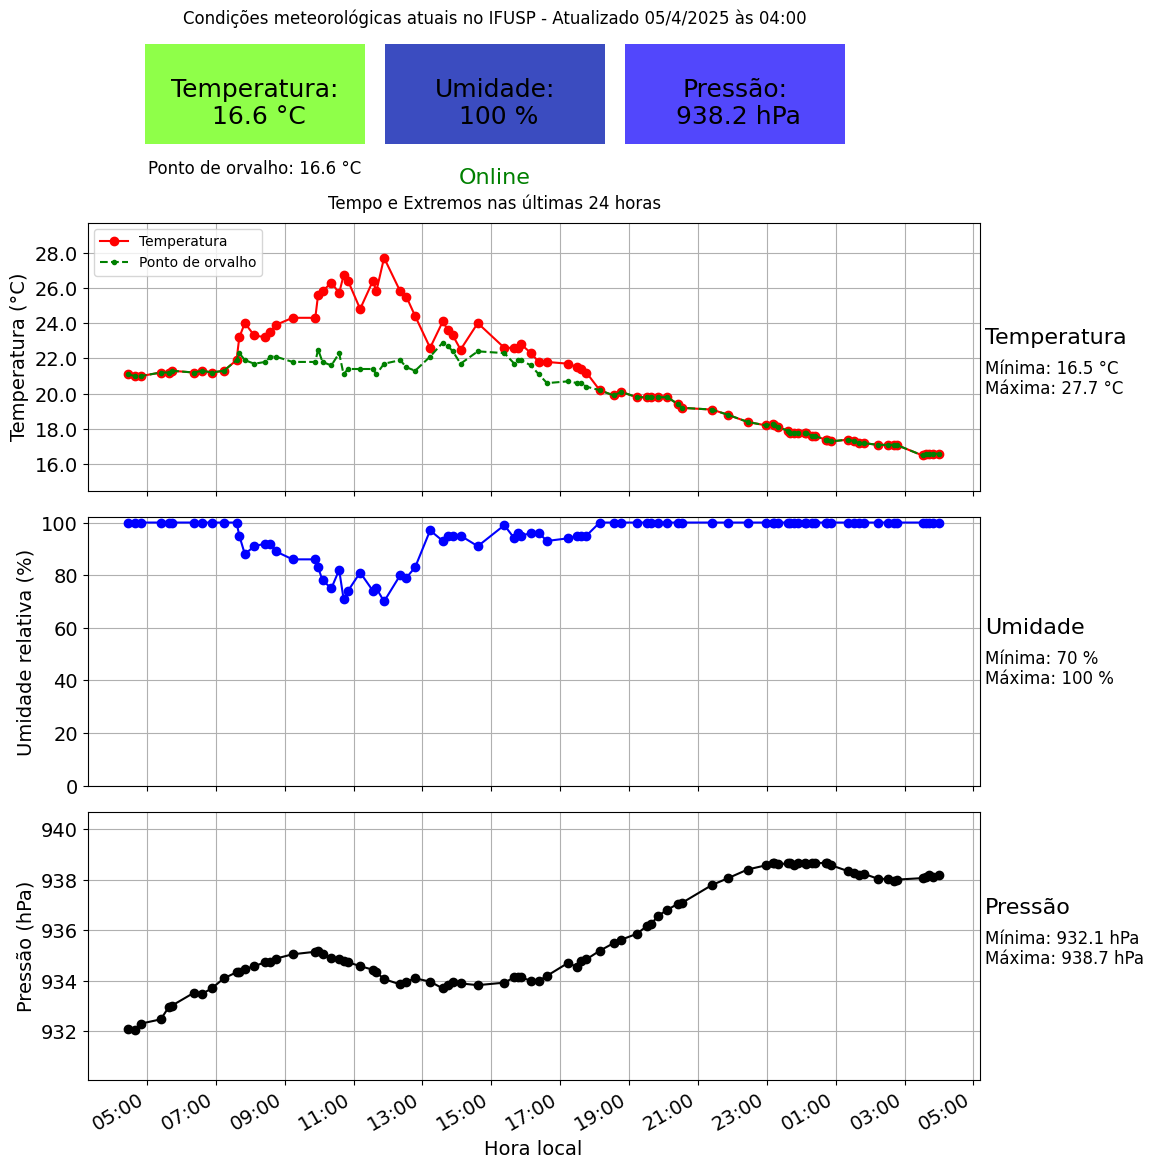 Condições meteorológicas atuais no IFUSP - Atualizado 05/4/2025 às 04:00
Temperatura:
16.6 °C
Umidade:
100 %
Pressão:
938.2 hPa
Ponto de orvalho: 16.6 °C
Online
Tempo e Extremos nas últimas 24 horas
Temperatura (°C)
28.0
26.0
24.0
22.0
20.0
18.0
16.0
Temperatura
Ponto de orvalho
Temperatura
Mínima: 16.5 °C
Máxima: 27.7 °C
Umidade relativa (%)
100
80
60
40
20
0
Umidade
Mínima: 70 %
Máxima: 100 %
Pressão (hPa)
940
938
936
934
932
Pressão
Mínima: 932.1 hPa
Máxima: 938.7 hPa
05:00
07:00
09:00
11:00
13:00
15:00
17:00
19:00
21:00
23:00
01:00
03:00
05:00
Hora local